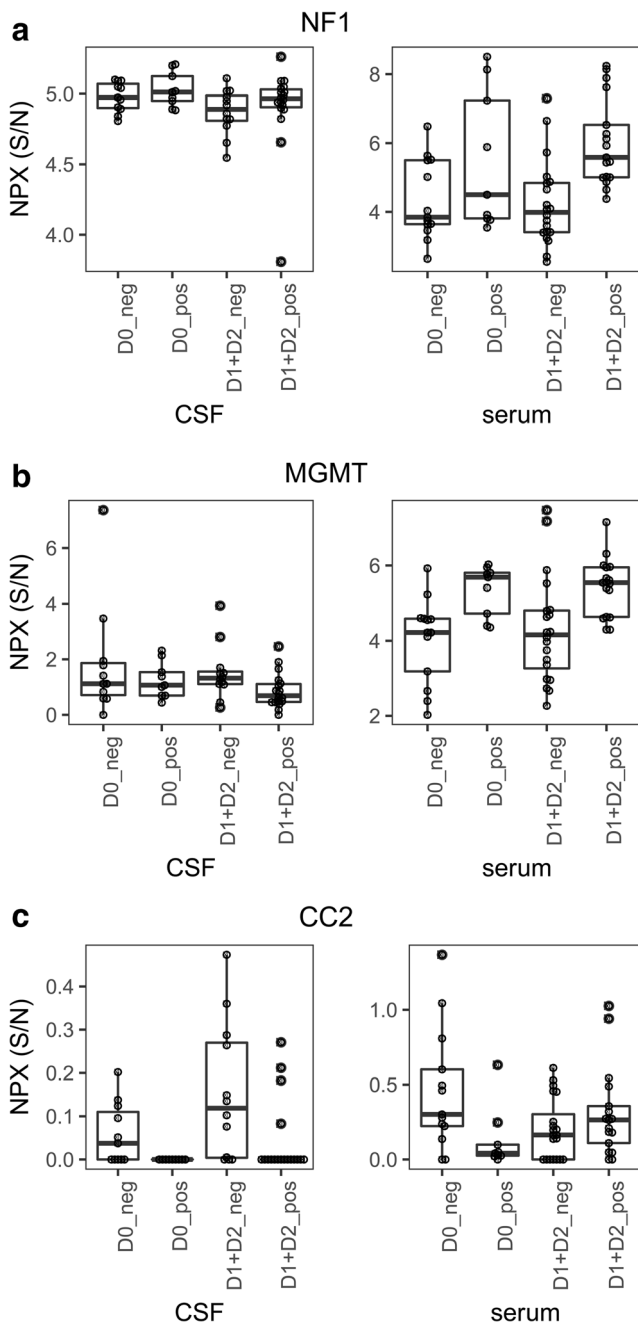 a
NF1
NPX (S/N)
5.0
4.5
4.0
8
6
4
D0_neg
D0_pos
D1+D2_neg
D1+D2_pos
D0_neg
D0_pos
D1+D2_neg
D1+D2_pos
CSF
serum
b
MGMT
NPX (S/N)
6
4
2
0
6
4
2
D0_neg
D0_pos
D1+D2_neg
D1+D2_pos
D0_neg
D0_pos
D1+D2_neg
D1+D2_pos
CSF
serum
c
CC2
NPX (S/N)
0.4
0.3
0.2
0.1
0.0
1.0
0.5
0.0
D0_neg
D0_pos
D1+D2_neg
D1+D2_pos
D0_neg
D0_pos
D1+D2_neg
D1+D2_pos
CSF
serum